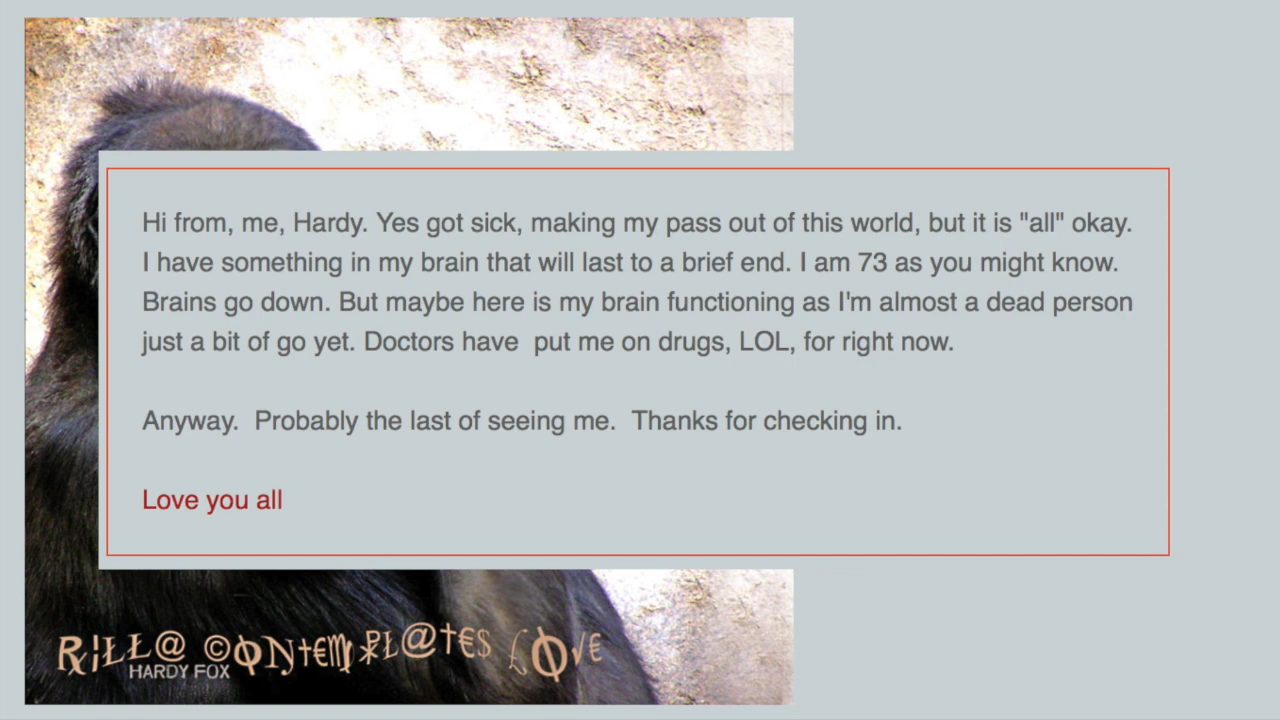 Hi from, me, Hardy. Yes got sick, making my pass out of this world, but it is "all" okay.
I have something in my brain that will last to a brief end. I am 73 as you might know.
Brains go down. But maybe here is my brain functioning as I'm almost a dead person
just a bit of go yet. Doctors have  put me on drugs, LOL, for right now.
Anyway.  Probably the last of seeing me.  Thanks for checking in.
Love you all
R¡ŁŁ@ ©ΦŊ†€♍₽Ł@†€$ £Φ√€
HARDY FOX